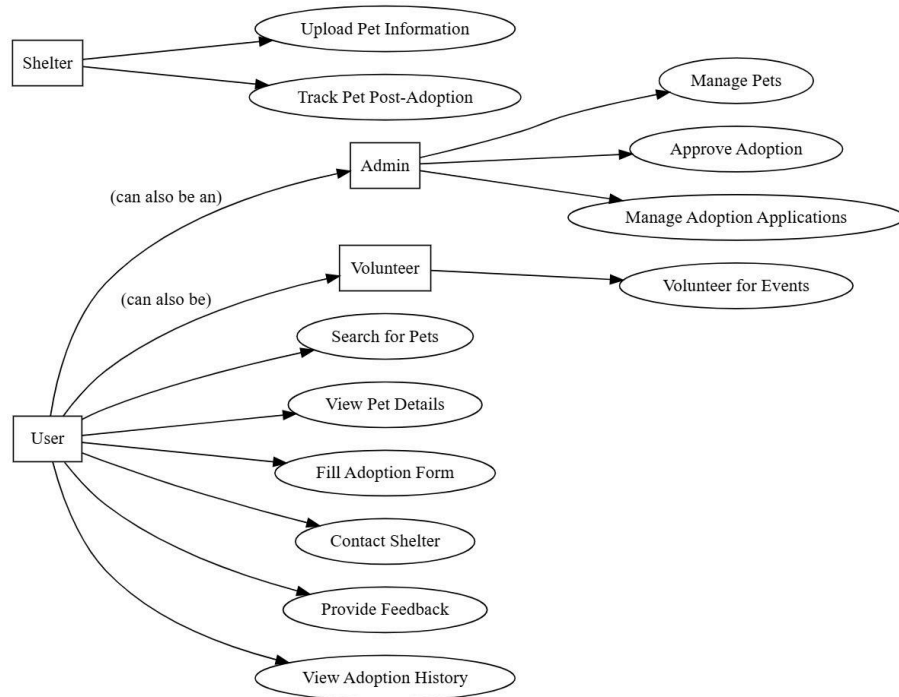 Upload Pet Information
Shelter
Track Pet Post-Adoption
Manage Pets
Approve Adoption
Admin
(can also be an)
Manage Adoption Applications
Volunteer
Volunteer for Events
(can also be)
Search for Pets
View Pet Details
User
Fill Adoption Form
Contact Shelter
Provide Feedback
View Adoption History